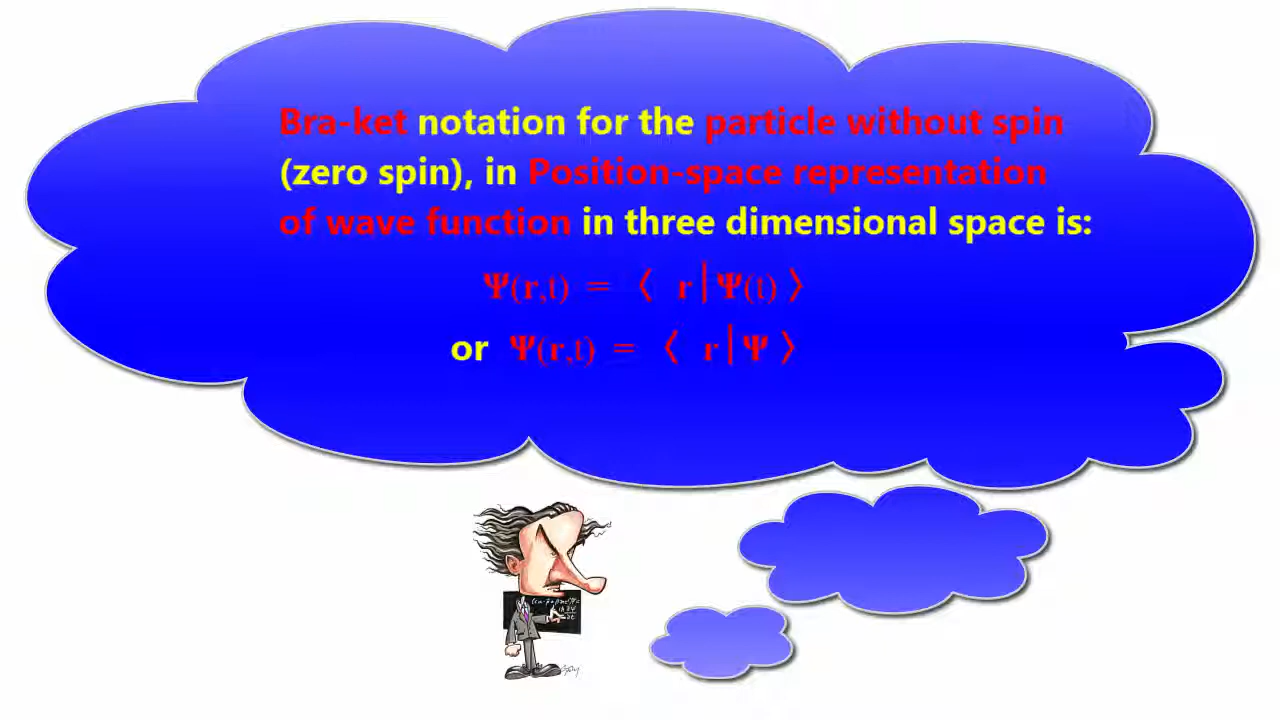 Bra-ket notation for the particle without spin
(zero spin), in Position-space representation
of wave function in three dimensional space is:
Ψ(r,t) = 〈 r|Ψ(t) 〉
or Ψ(r,t) = 〈 r|Ψ 〉